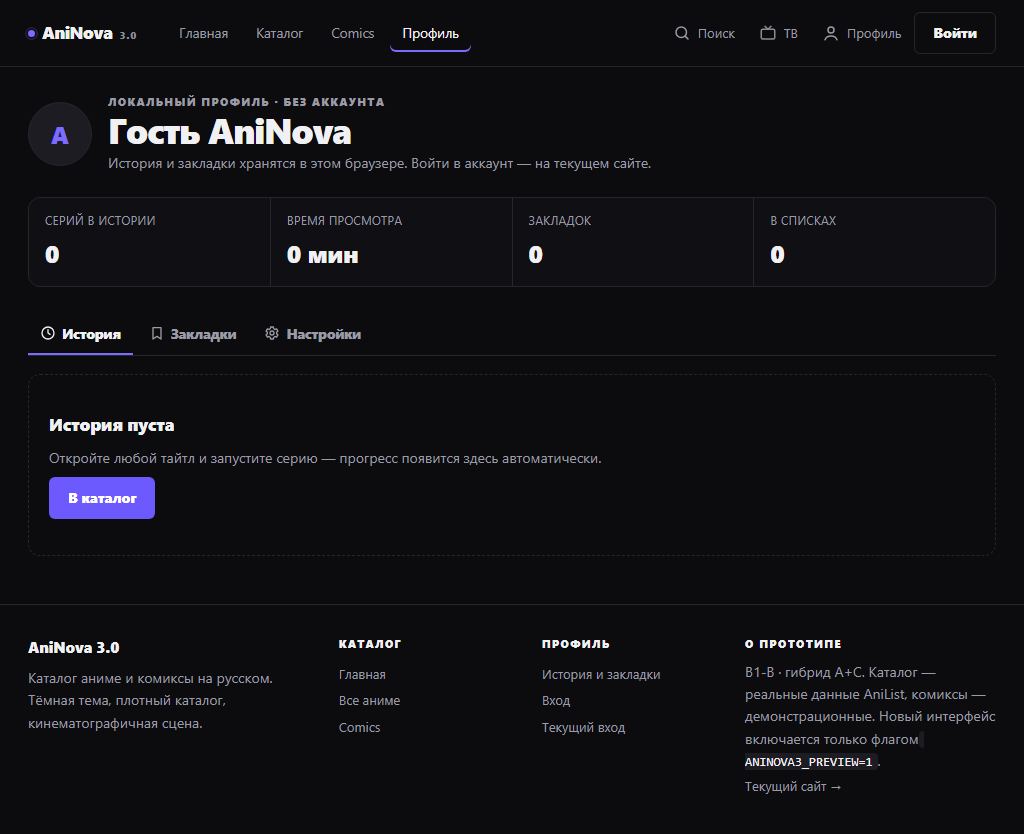 AniNova 3.0
Главная
Каталог
Comics
Профиль
Поиск
ТВ
Профиль
Войти
А
ЛОКАЛЬНЫЙ ПРОФИЛЬ · БЕЗ АККАУНТА
Гость AniNova
История и закладки хранятся в этом браузере. Войти в аккаунт — на текущем сайте.
СЕРИЙ В ИСТОРИИ
0
ВРЕМЯ ПРОСМОТРА
0 мин
ЗАКЛАДОК
0
В СПИСКАХ
0
История
Закладки
Настройки
История пуста
Откройте любой тайтл и запустите серию — прогресс появится здесь автоматически.
В каталог
AniNova 3.0
Каталог аниме и комиксы на русском.
Тёмная тема, плотный каталог,
кинематографичная сцена.
КАТАЛОГ
Главная
Все аниме
Comics
ПРОФИЛЬ
История и закладки
Вход
Текущий вход
О ПРОТОТИПЕ
B1-B · гибрид A+C. Каталог —
реальные данные AniList, комиксы —
демонстрационные. Новый интерфейс
включается только флагом
ANINOVA3_PREVIEW=1 .
Текущий сайт →